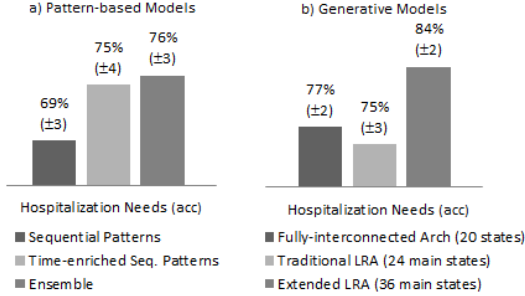 a) Pattern-based Models
76%
(±3)
75%
(±4)
69%
(±3)
Hospitalization Needs (acc)
Sequential Patterns
Time-enriched Seq. Patterns
Ensemble
b) Generative Models
84%
(±2)
77%
(±2)
75%
(±3)
Hospitalization Needs (acc)
Fully-interconnected Arch (20 states)
Traditional LRA (24 main states)
Extended LRA (36 main states)